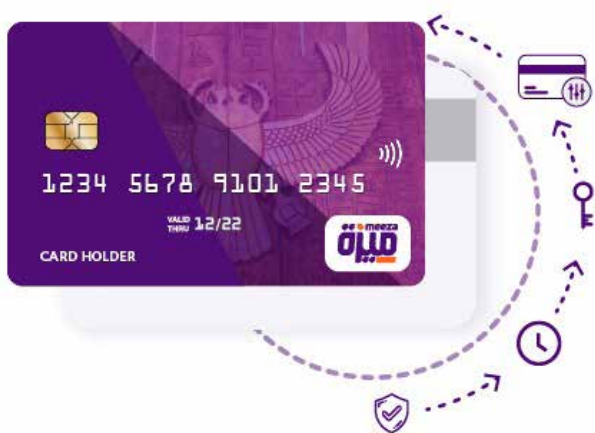 1234 5678 9101 2345
VALID THRU 12/22
CARD HOLDER
meeza
ميزة